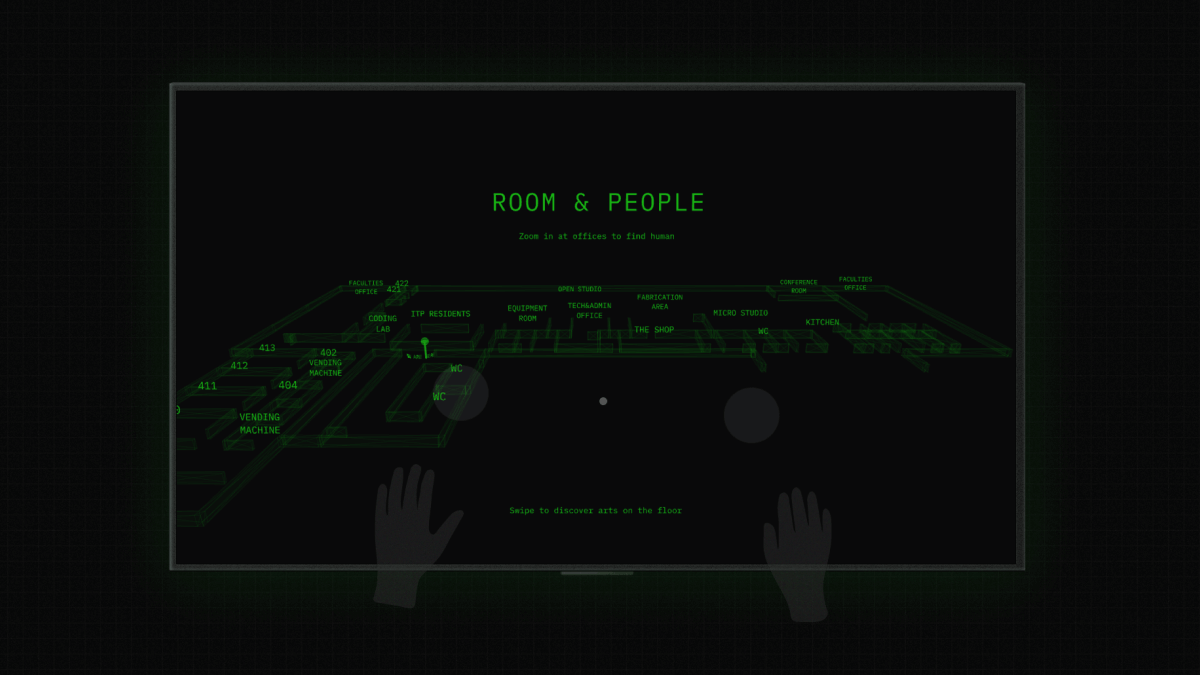 ROOM & PEOPLE
Zoom in at offices to find human
FACULTIES
OFFICE
422
421
OPEN STUDIO
CONFERENCE
ROOM
FACULTIES
OFFICE
CODING
LAB
ITP RESIDENTS
EQUIPMENT
ROOM
TECH&ADMIN
OFFICE
FABRICATION
AREA
THE SHOP
MICRO STUDIO
WC
KITCHEN
413
402
VENDING
MACHINE
412
WC
411
404
WC
VENDING
MACHINE
Swipe to discover arts on the floor